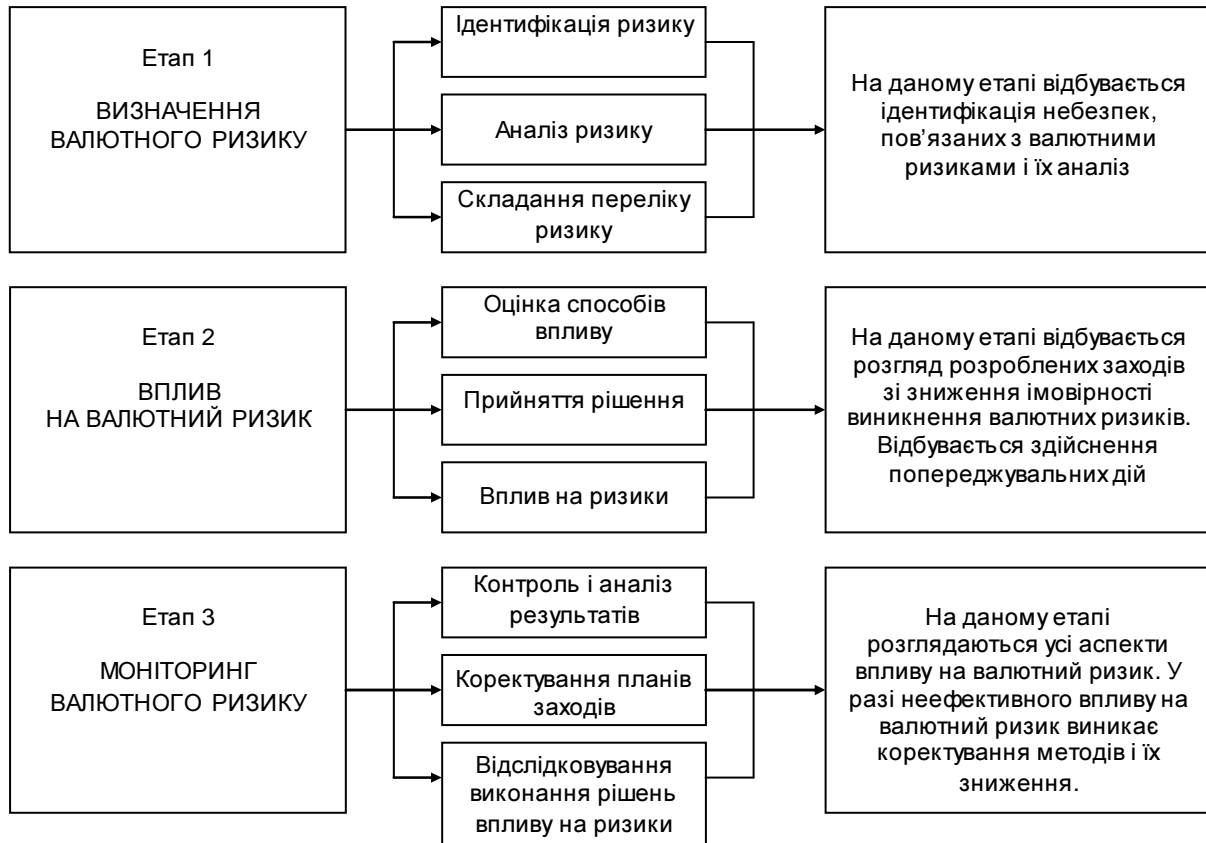 Етап 1
ВИЗНАЧЕННЯ
ВАЛЮТНОГО РИЗИКУ
Ідентифікація ризику
Аналіз ризику
Складання переліку
ризику
На даному етапі відбувається
ідентифікація небезпек,
пов’язаних з валютними
ризиками і їх аналіз
Етап 2
ВПЛИВ
НА ВАЛЮТНИЙ РИЗИК
Оцінка способів
впливу
Прийняття рішення
Вплив на ризики
На даному етапі відбувається
розгляд розроблених заходів
зі зниження імовірності
виникнення валютних ризиків.
Відбувається здійснення
попереджувальних дій
Етап 3
МОНІТОРИНГ
ВАЛЮТНОГО РИЗИКУ
Контроль і аналіз
результатів
Коректування планів
заходів
Відслідковування
виконання рішень
впливу на ризики
На даному етапі
розглядаються усі аспекти
впливу на валютний ризик. У
разі неефективного впливу на
валютний ризик виникає
коректування методів і їх
зниження.